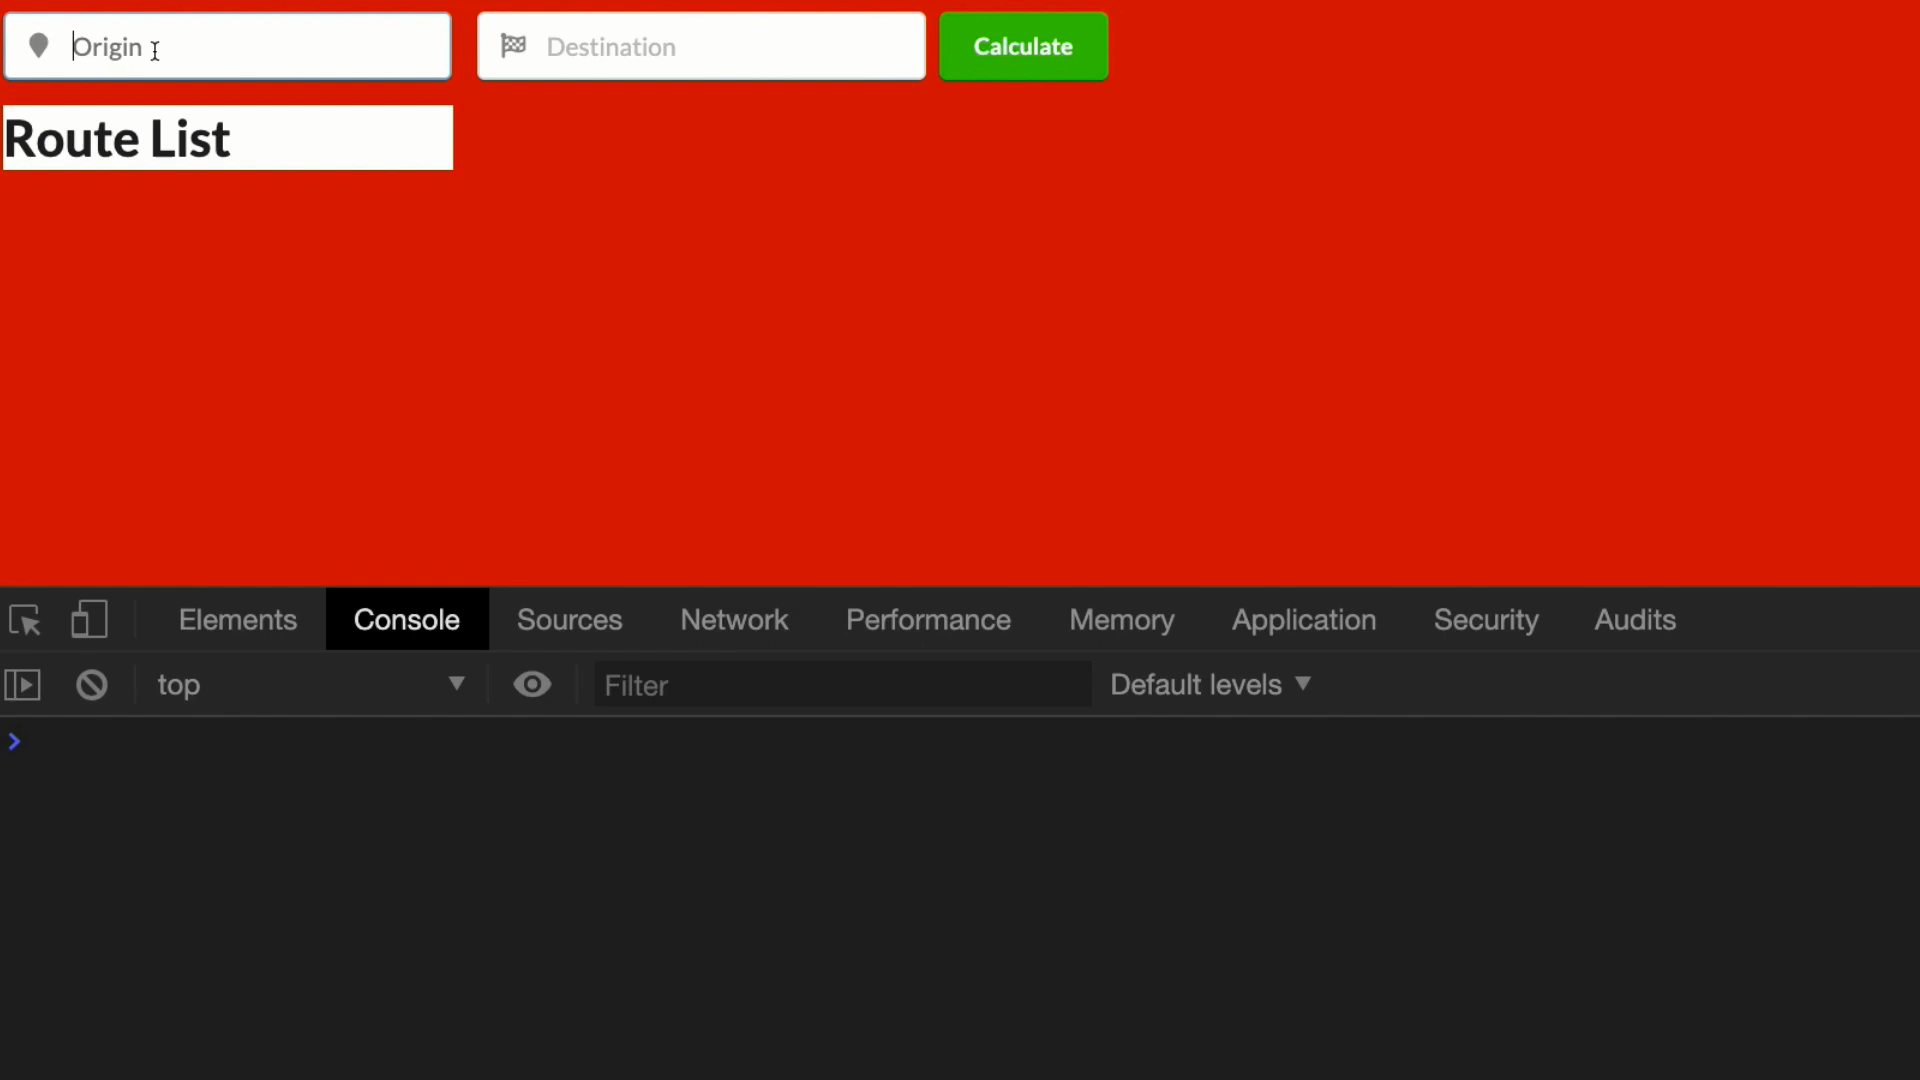 Origin
Destination
Calculate
Route List
Elements
Console
Sources
Network
Performance
Memory
Application
Security
Audits
top
Filter
Default levels